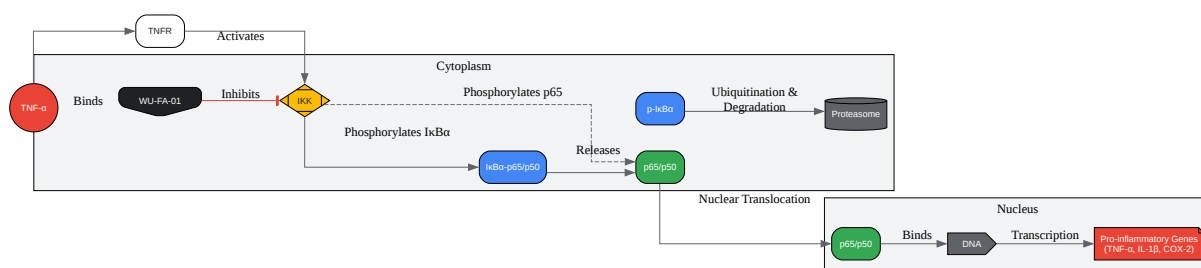 TNFR
Activates
Cytoplasm
TNF-α
Binds
WU-FA-01
Inhibits
IKK
Phosphorylates p65
p-IκBα
Ubiquitination &
Degradation
Proteasome
Phosphorylates IκBα
Releases
IκBα-p65/p50
p65/p50
Nuclear Translocation
Nucleus
p65/p50
Binds
DNA
Transcription
Pro-inflammatory Genes
(TNF-α, IL-1β, COX-2)